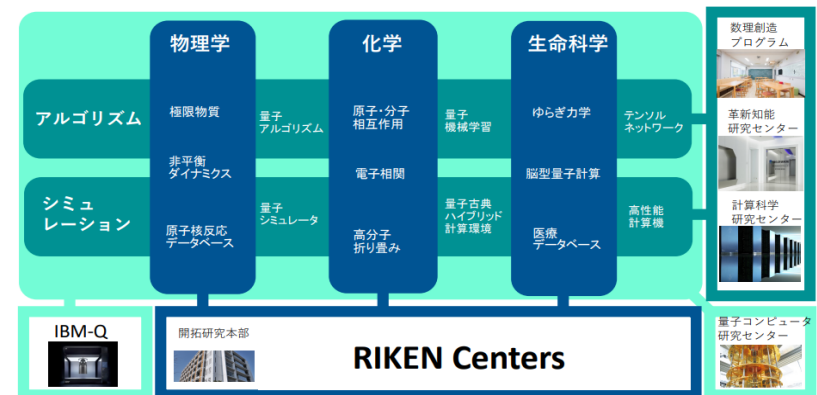 物理学
化学
生命科学
アルゴリズム
極限物質
量子
アルゴリズム
原子・分子
相互作用
量子
機械学習
ゆらぎ力学
テンソル
ネットワーク
非平衡
ダイナミクス
電子相関
脳型量子計算
シミュ
レーション
原子核反応
データベース
量子
シミュレータ
高分子
折り畳み
量子古典
ハイブリッド
計算環境
医療
データベース
高性能
計算機
数理創造
プログラム
革新知能
研究センター
計算科学
研究センター
IBM-Q
開拓研究本部
RIKEN Centers
量子コンピュータ
研究センター